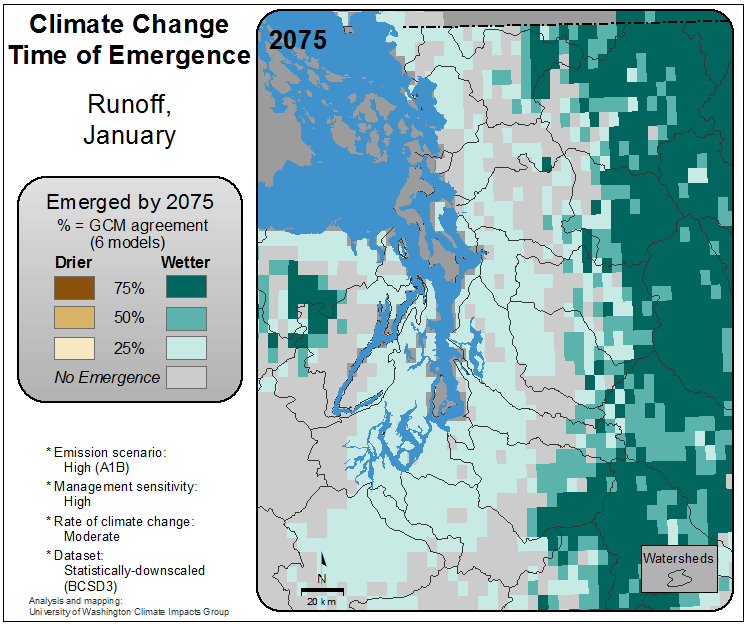 Climate Change
Time of Emergence
Runoff,
January
Emerged by 2075
% = GCM agreement
(6 models)
Drier Wetter
75%
50%
25%
No Emergence
* Emission scenario:
High (A1B)
* Management sensitivity:
High
* Rate of climate change:
Moderate
* Dataset:
Statistically-downscaled
(BCSD3)
Analysis and mapping:
University of Washington Climate Impacts Group
2075
N
20 km
Watersheds